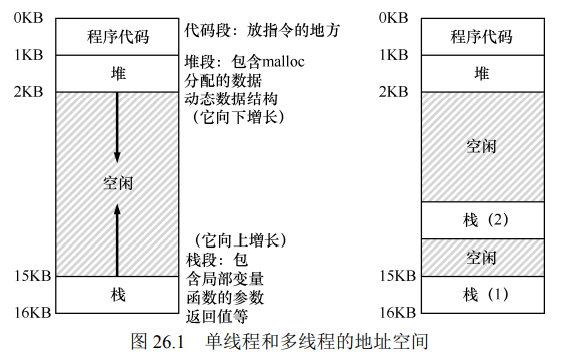 0KB
程序代码
代码段：放指令的地方
1KB
堆
堆段：包含malloc
分配的数据
动态数据结构
（它向下增长）
2KB
空闲
（它向上增长）
栈段：包
含局部变量
函数的参数
返回值等
15KB
栈
16KB
0KB
程序代码
1KB
堆
2KB
空闲
栈（2）
空闲
15KB
栈（1）
16KB
图 26.1 单线程和多线程的地址空间